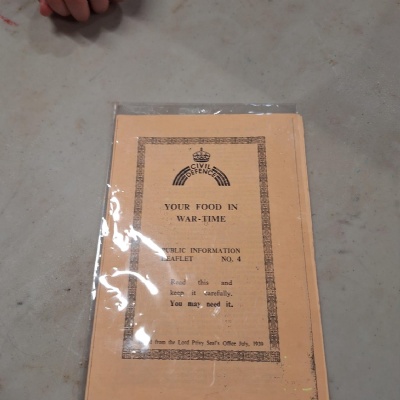 CIVIL
DEFENCE
YOUR FOOD IN
WAR-TIME
PUBLIC INFORMATION
LEAFLET NO. 4
Read this and
keep it carefully.
You may need it.
from the Lord Privy Seal's Office July, 1939